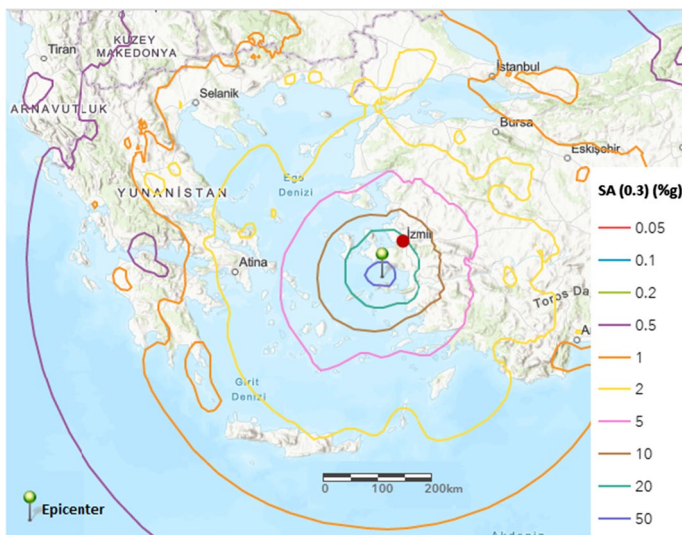 Tiran
KUZEY
MAKEDONYA
İstanbul
ARNAVUTLUK
Selanik
Bursa
Eskişehir
Ege
Denizi
YUNANİSTAN
İzmir
Atina
Toros Da
A
Girit
Denizi
0 100 200km
Epicenter
Akdeniz
SA (0.3) (%g)
0.05
0.1
0.2
0.5
1
2
5
10
20
50